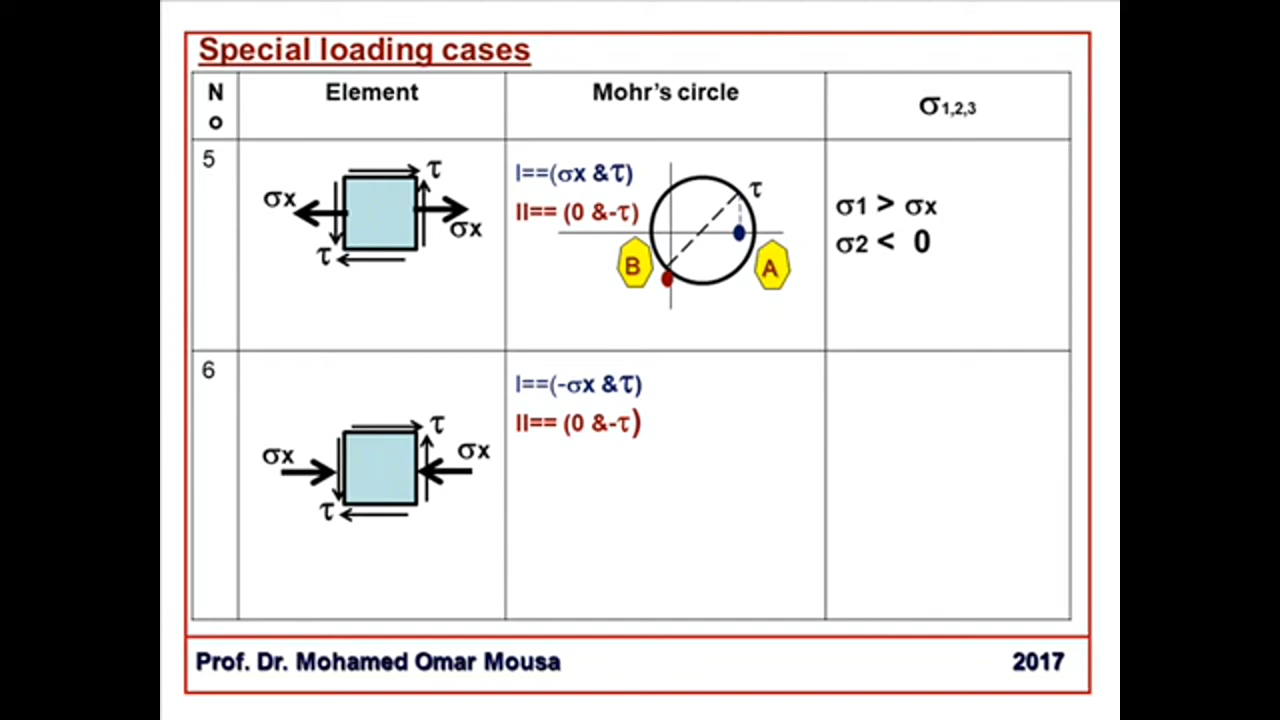 Special loading cases
N
o
Element
Mohr's circle
σ1,2,3
5
τ
σx
σx
τ
I==(σx &τ)
II== (0 &-τ)
τ
B
A
σ1 > σx
σ2 < 0
6
τ
σx
σx
τ
I==(-σx &τ)
II== (0 &-τ)
Prof. Dr. Mohamed Omar Mousa
2017